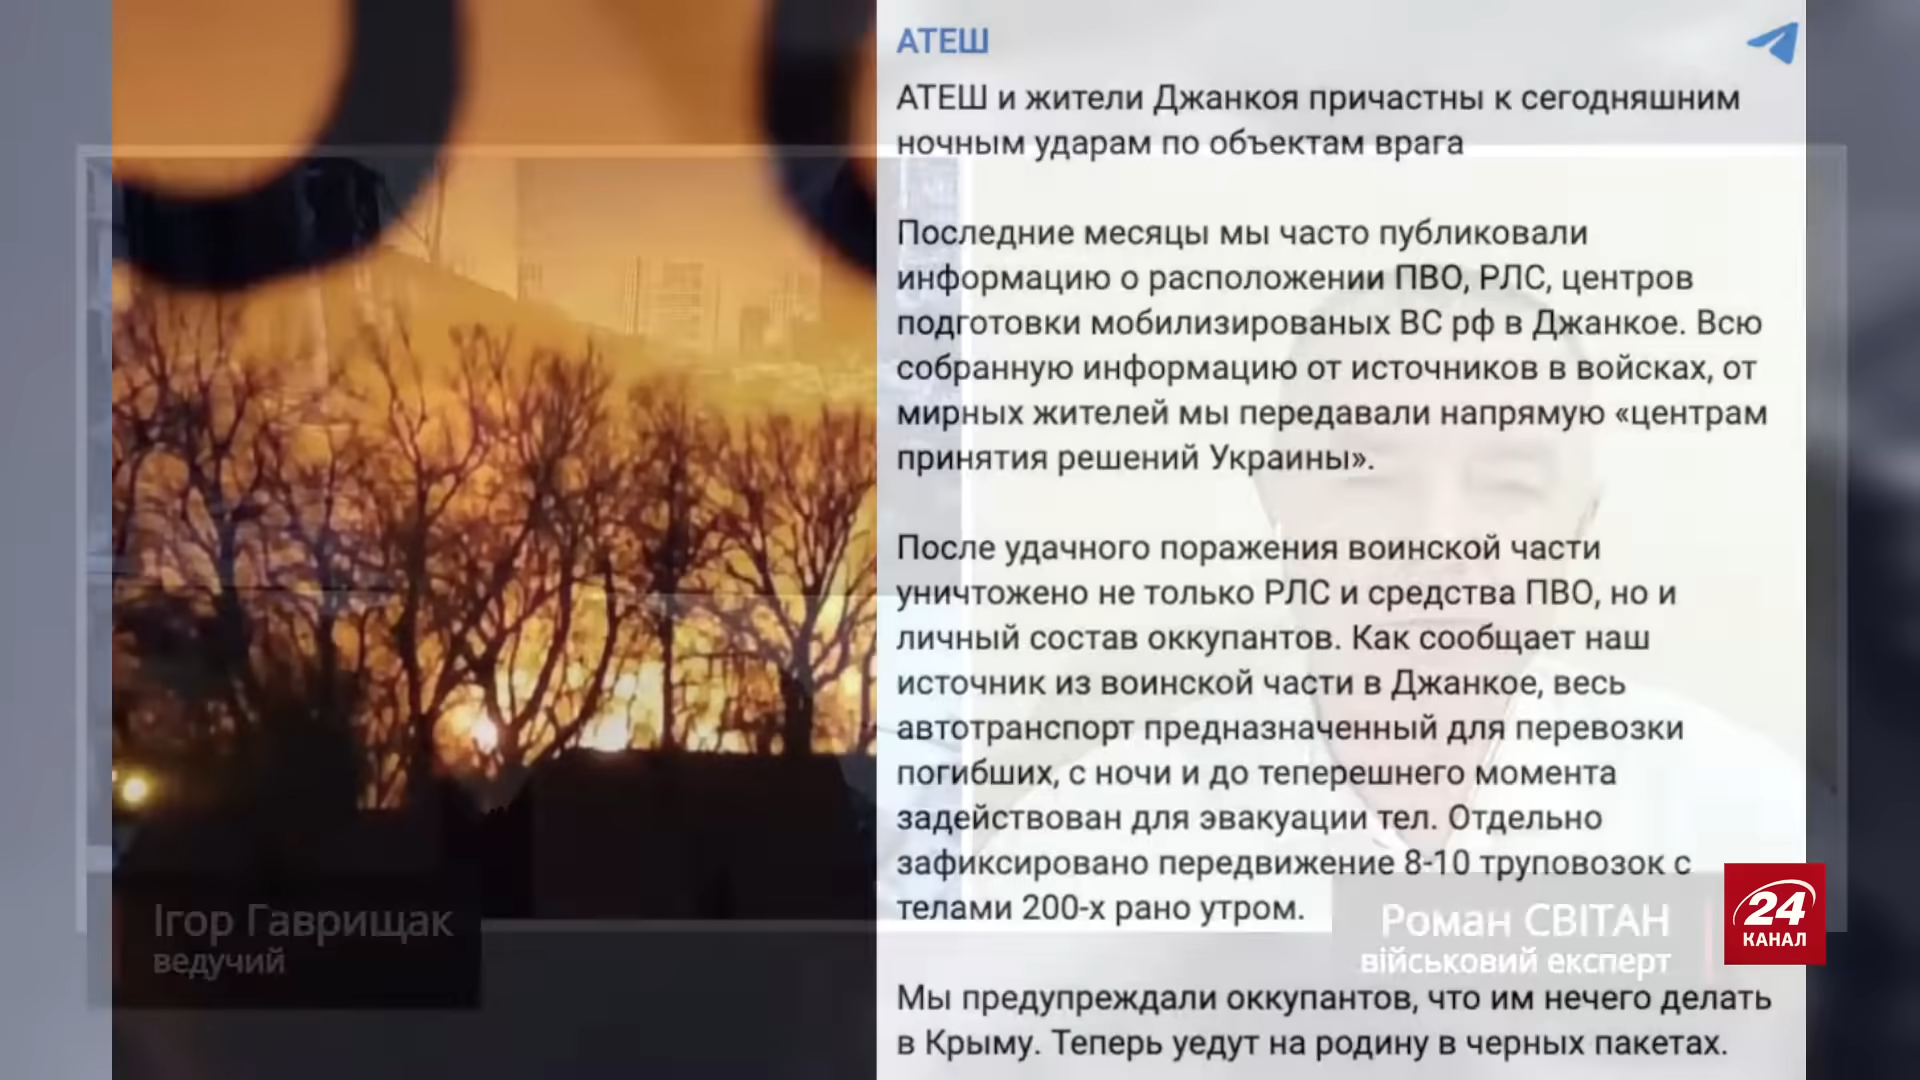 АТЕШ
АТЕШ и жители Джанкоя причастны к сегодняшним
ночным ударам по объектам врага
Последние месяцы мы часто публиковали
информацию о расположении ПВО, РЛС, центров
подготовки мобилизированых ВС рф в Джанкое. Всю
собранную информацию от источников в войсках, от
мирных жителей мы передавали напрямую «центрам
принятия решений Украины».
После удачного поражения воинской части
уничтожено не только РЛС и средства ПВО, но и
личный состав оккупантов. Как сообщает наш
источник из воинской части в Джанкое, весь
автотранспорт предназначенный для перевозки
погибших, с ночи и до теперешнего момента
задействован для эвакуации тел. Отдельно
зафиксировано передвижение 8-10 труповозок с
телами 200-х рано утром.
Мы предупреждали оккупантов, что им нечего делать
в Крыму. Теперь уедут на родину в черных пакетах.
Ігор Гаврищак
ведучий
Роман СВІТАН
військовий експерт
24
КАНАЛ